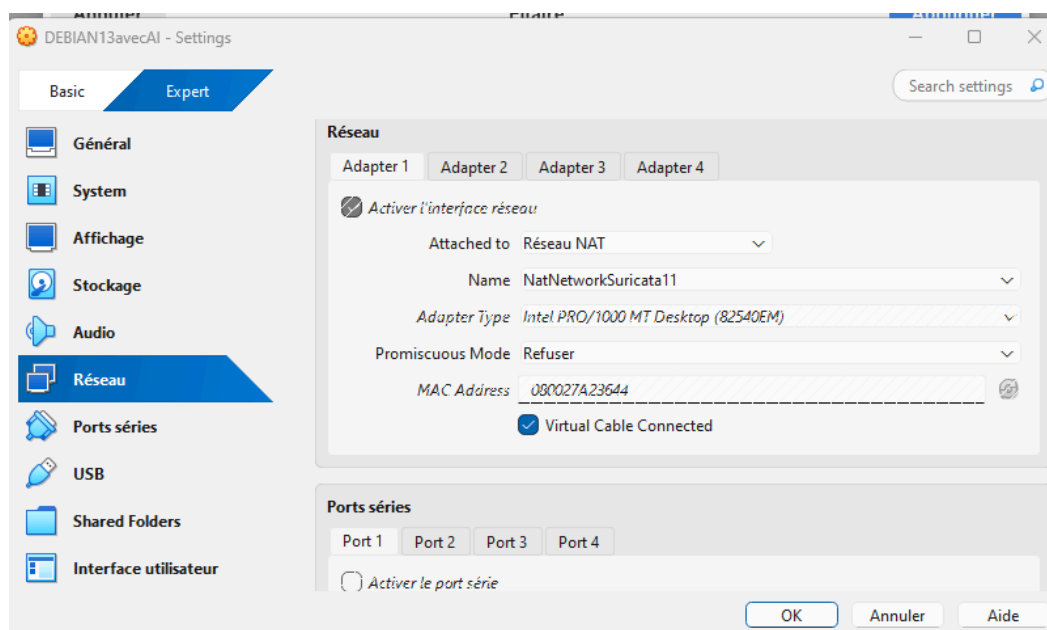 Annuler Filaire Appliquer
DEBIAN13avecAI - Settings
Basic Expert Search settings
Réseau
Général
Adapter 1 Adapter 2 Adapter 3 Adapter 4
System
Activer l'interface réseau
Affichage
Attached to Réseau NAT
Stockage
Name NatNetworkSuricata11
Audio
Adapter Type Intel PRO/1000 MT Desktop (82540EM)
Réseau
Promiscuous Mode Refuser
MAC Address 080027A23644
Ports séries
Virtual Cable Connected
USB
Ports séries
Shared Folders
Port 1 Port 2 Port 3 Port 4
Interface utilisateur
Activer le port série
OK Annuler Aide